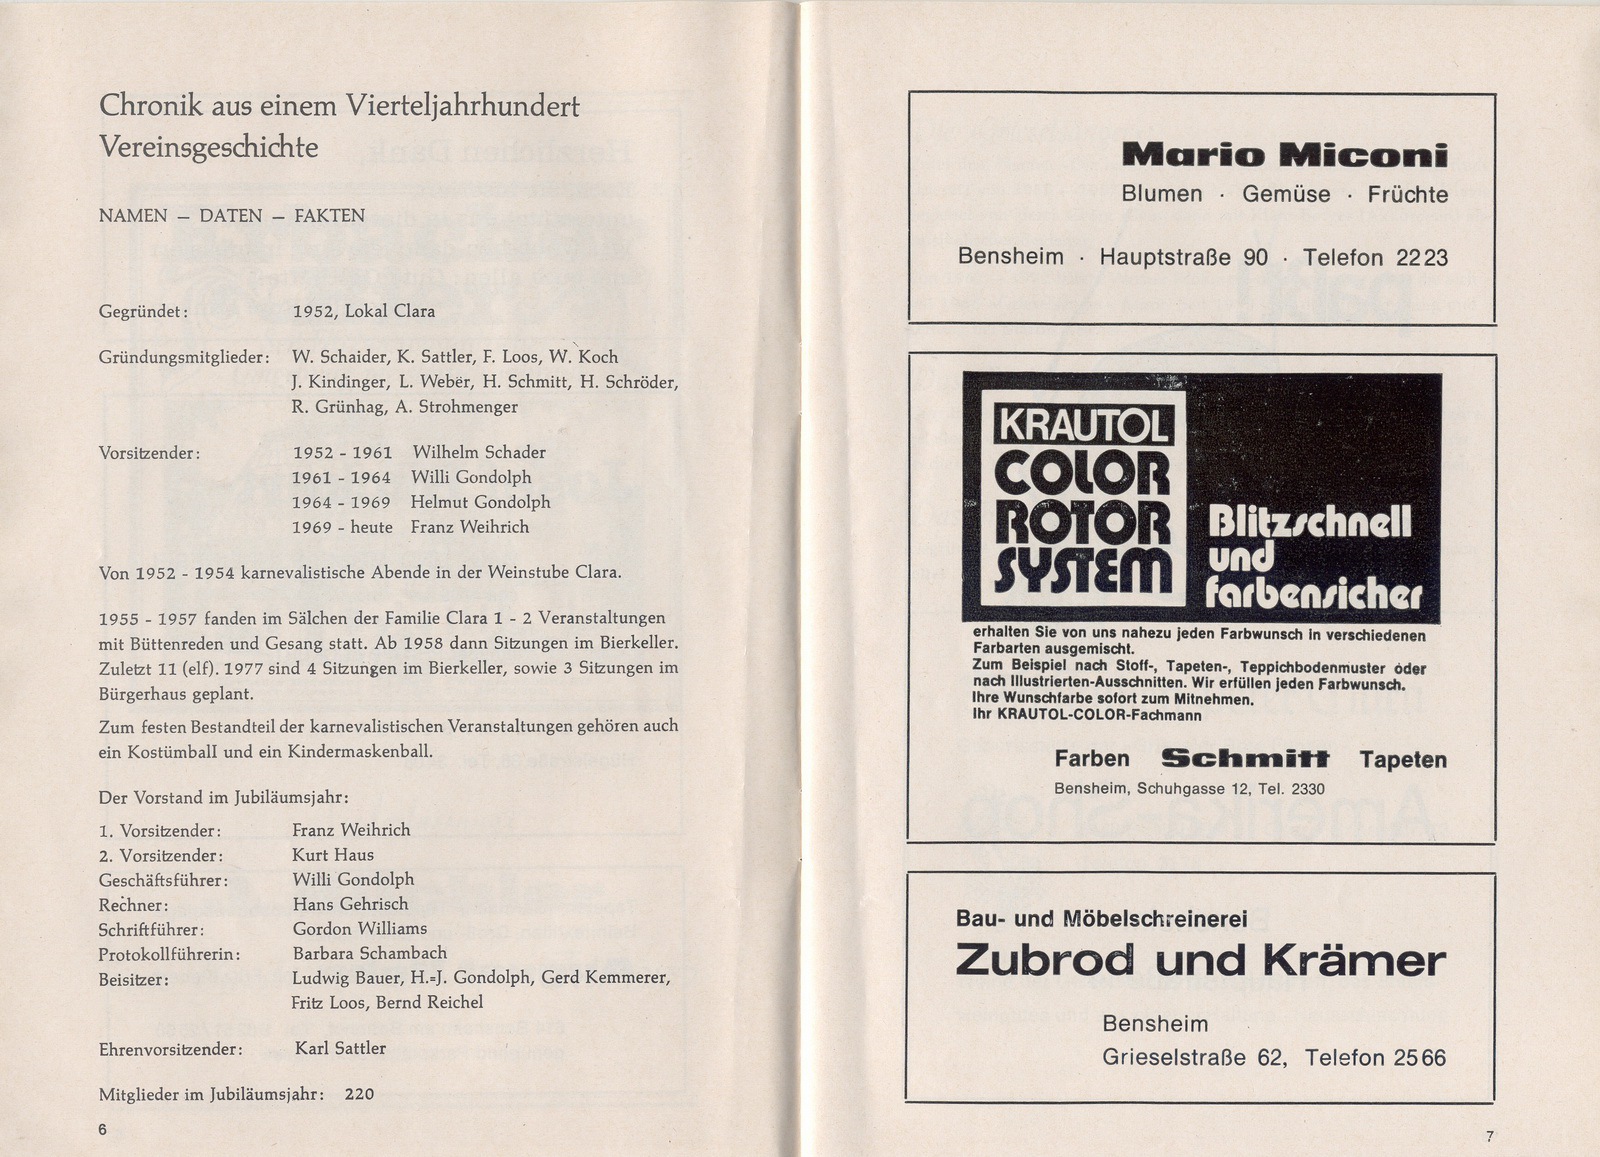 Chronik aus einem Vierteljahrhundert
Vereinsgeschichte
NAMEN – DATEN – FAKTEN
Gegründet: 1952, Lokal Clara
Gründungsmitglieder: W. Schaider, K. Sattler, F. Loos, W. Koch
J. Kindinger, L. Weber, H. Schmitt, H. Schröder,
R. Grünhag, A. Strohmenger
Vorsitzender: 1952 - 1961 Wilhelm Schader
1961 - 1964 Willi Gondolph
1964 - 1969 Helmut Gondolph
1969 - heute Franz Weihrich
Von 1952 - 1954 karnevalistische Abende in der Weinstube Clara.
1955 - 1957 fanden im Sälchen der Familie Clara 1 - 2 Veranstaltungen
mit Büttenreden und Gesang statt. Ab 1958 dann Sitzungen im Bierkeller.
Zuletzt 11 (elf). 1977 sind 4 Sitzungen im Bierkeller, sowie 3 Sitzungen im
Bürgerhaus geplant.
Zum festen Bestandteil der karnevalistischen Veranstaltungen gehören auch
ein Kostümball und ein Kindermaskenball.
Der Vorstand im Jubiläumsjahr:
1. Vorsitzender: Franz Weihrich
2. Vorsitzender: Kurt Haus
Geschäftsführer: Willi Gondolph
Rechner: Hans Gehrisch
Schriftführer: Gordon Williams
Protokollführerin: Barbara Schambach
Beisitzer: Ludwig Bauer, H.-J. Gondolph, Gerd Kemmerer,
Fritz Loos, Bernd Reichel
Ehrenvorsitzender: Karl Sattler
Mitglieder im Jubiläumsjahr: 220
6
Mario Miconi
Blumen · Gemüse · Früchte
Bensheim · Hauptstraße 90 · Telefon 2223
KRAUTOL
COLOR
ROTOR
SYSTEM
Blitzschnell
und
farbensicher
erhalten Sie von uns nahezu jeden Farbwunsch in verschiedenen
Farbarten ausgemischt.
Zum Beispiel nach Stoff-, Tapeten-, Teppichbodenmuster oder
nach Illustrierten-Ausschnitten. Wir erfüllen jeden Farbwunsch.
Ihre Wunschfarbe sofort zum Mitnehmen.
Ihr KRAUTOL-COLOR-Fachmann
Farben Schmitt Tapeten
Bensheim, Schuhgasse 12, Tel. 2330
Bau- und Möbelschreinerei
Zubrod und Krämer
Bensheim
Grieselstraße 62, Telefon 2566
7